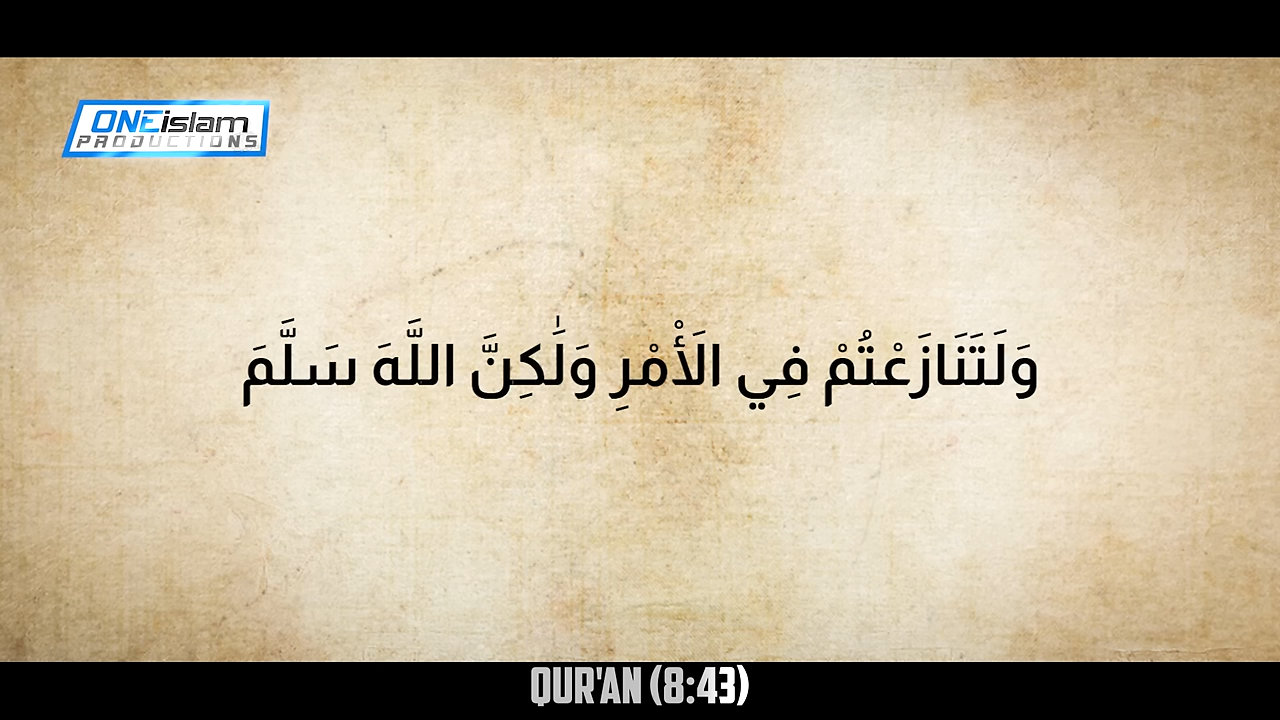 ONEislam
PRODUCTIONS
وَلَتَنَازَعْتُمْ فِي الْأَمْرِ وَلَٰكِنَّ اللَّهَ سَلَّمَ
QUR'AN (8:43)